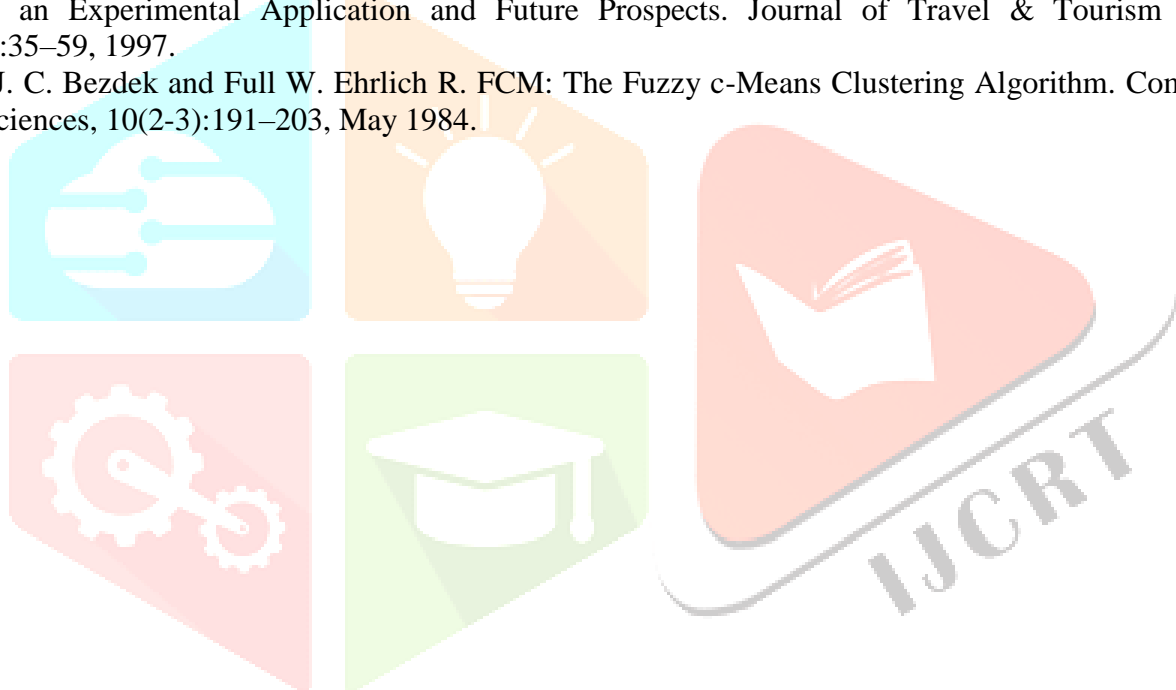 an Experimental Application and Future Prospects. Journal of Travel & Tourism
:35–59, 1997.
J. C. Bezdek and Full W. Ehrlich R. FCM: The Fuzzy c-Means Clustering Algorithm. Con
ciences, 10(2-3):191–203, May 1984.
IJCRT